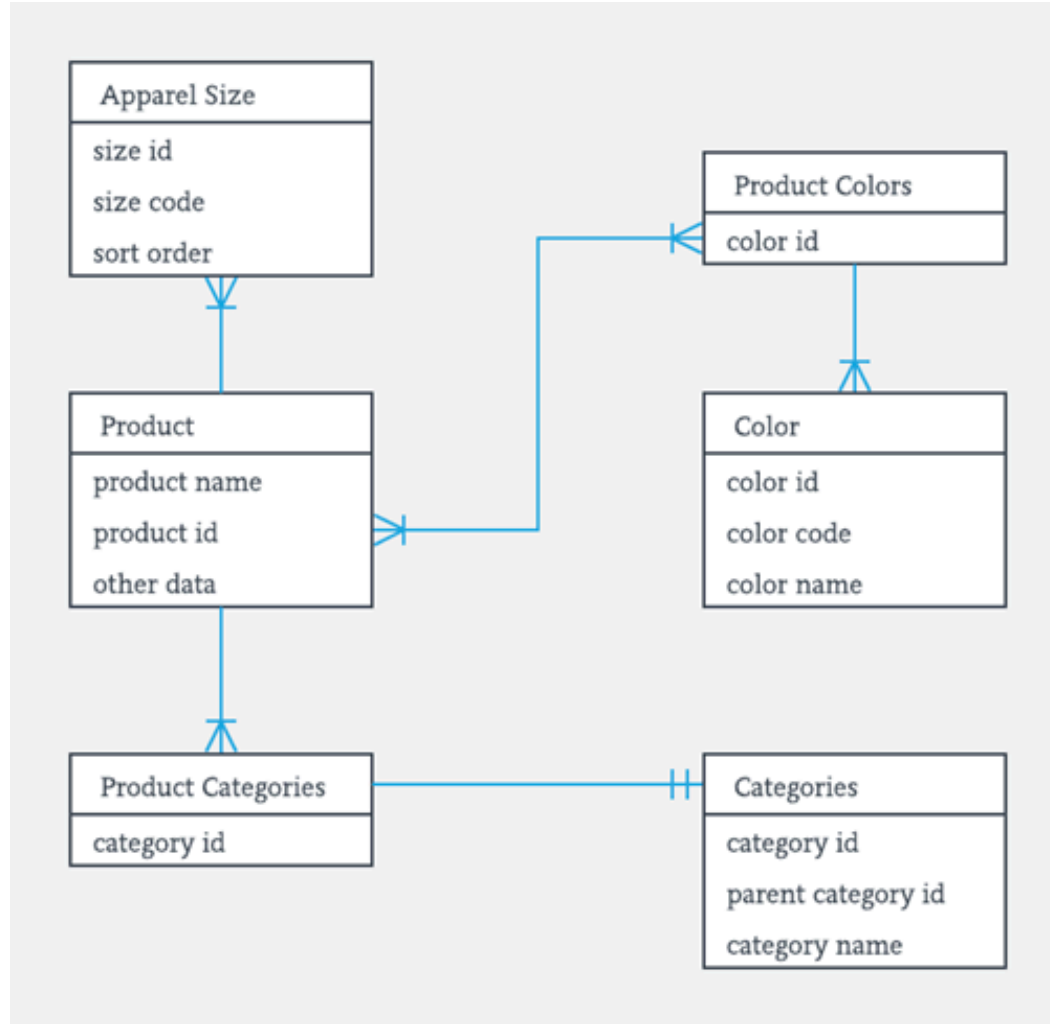 Apparel Size
size id
size code
sort order
Product Colors
color id
Product
product name
product id
other data
Color
color id
color code
color name
Product Categories
category id
Categories
category id
parent category id
category name